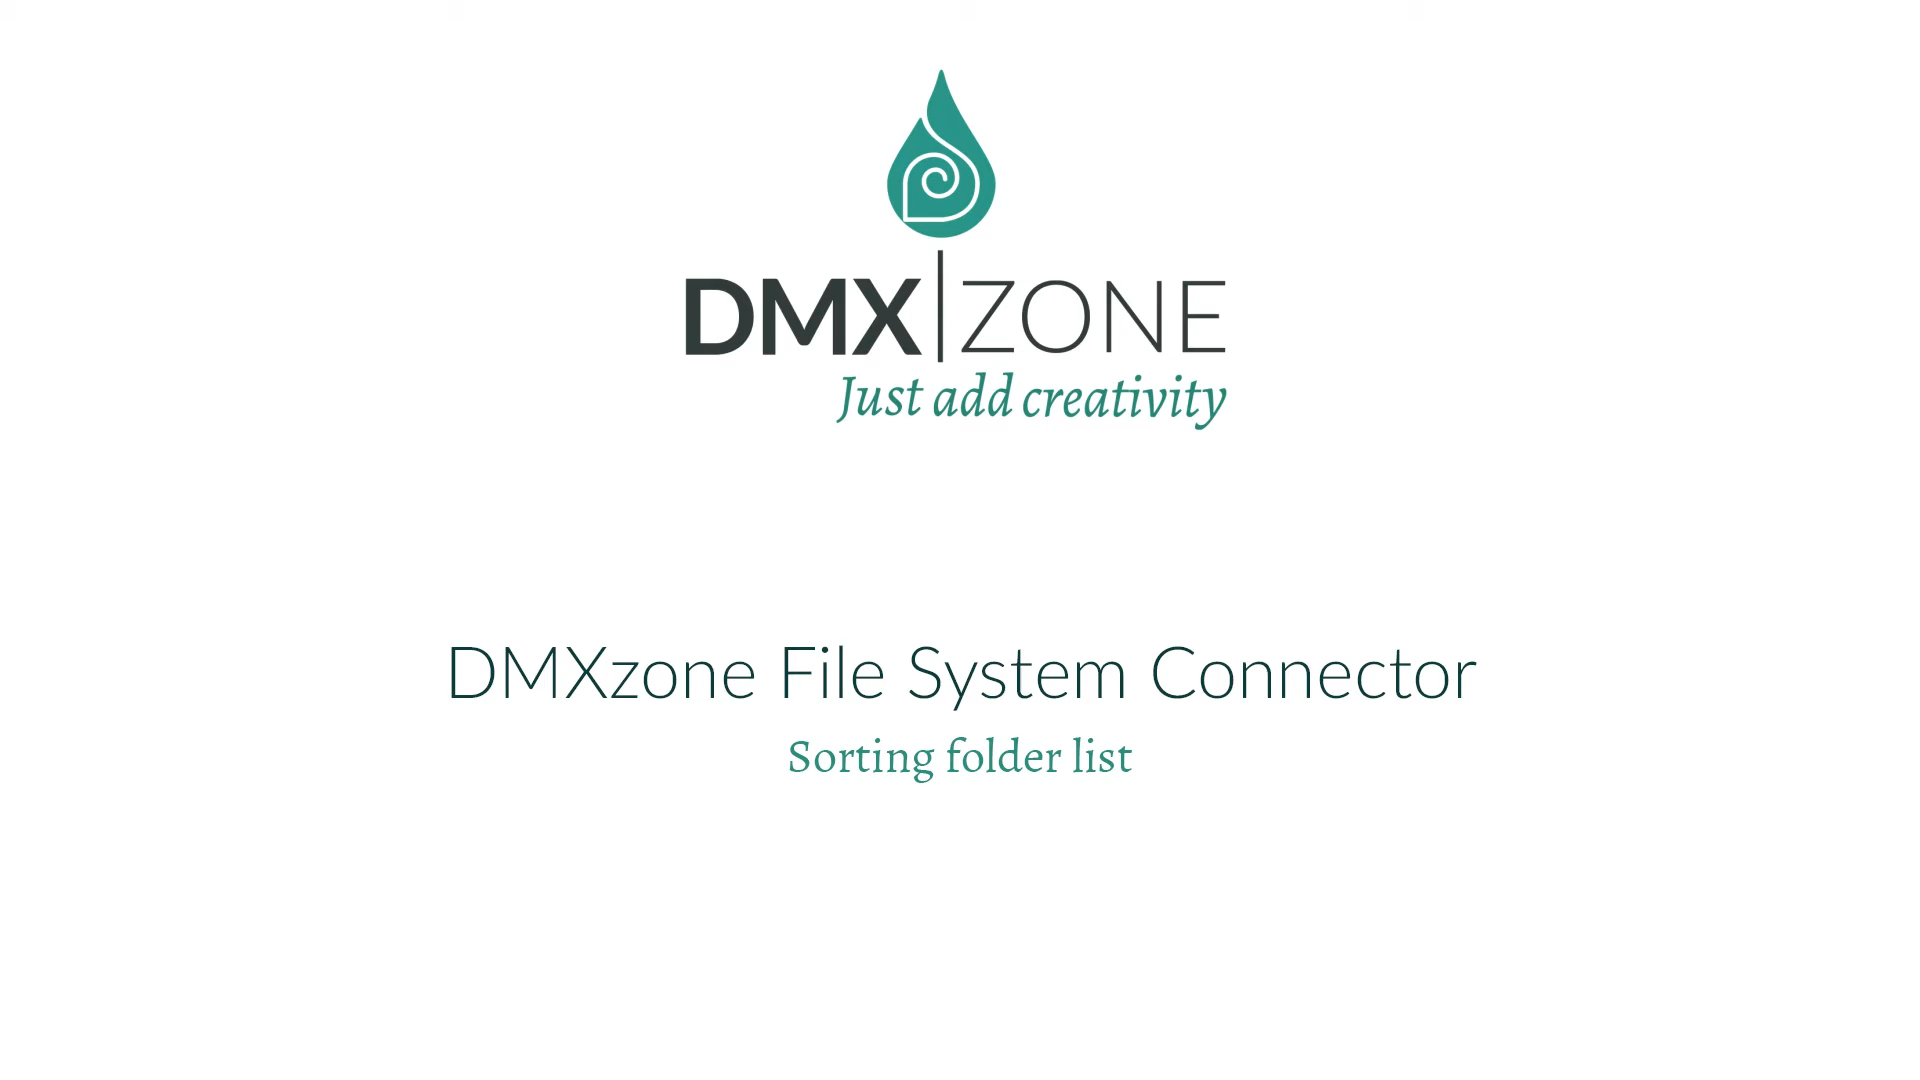 DMX|ZONE
Just add creativity
DMXzone File System Connector
Sorting folder list